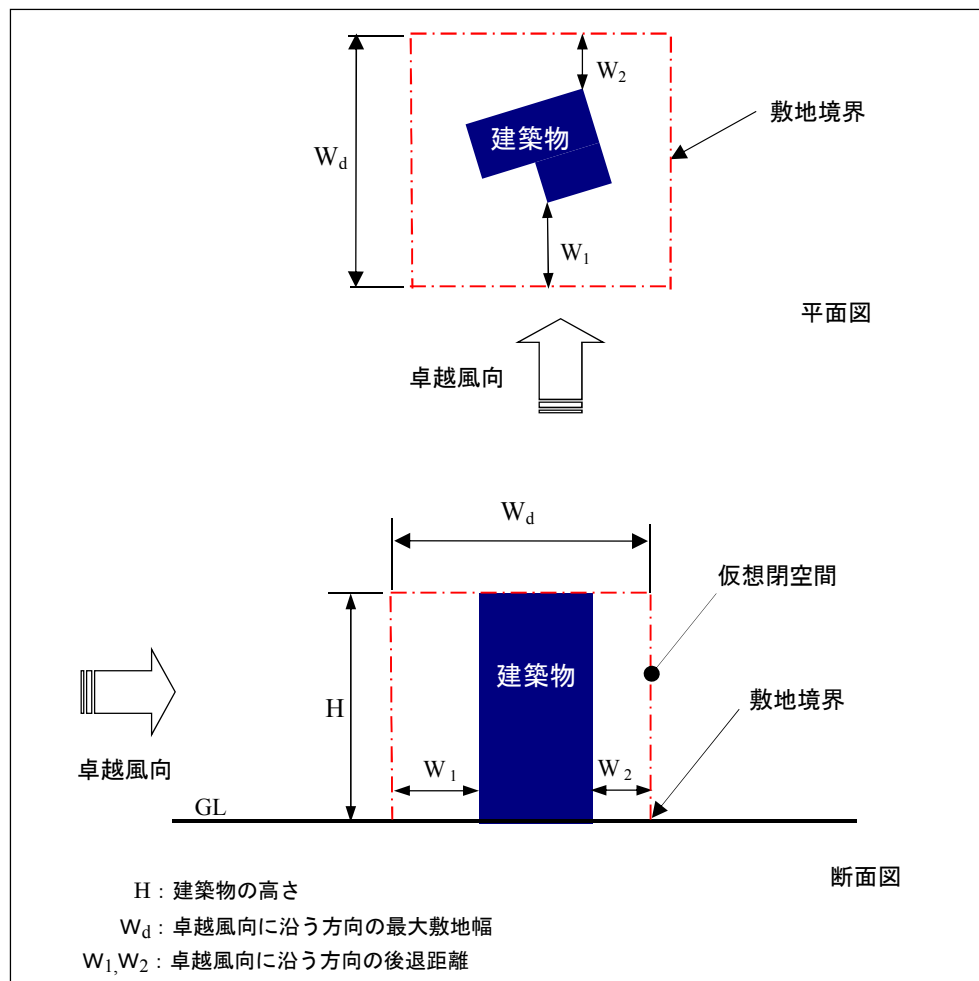 W2
建築物
敷地境界
Wd
W1
平面図
卓越風向
Wd
仮想閉空間
建築物
H
敷地境界
卓越風向
W1
W2
GL
断面図
H：建築物の高さ
Wd：卓越風向に沿う方向の最大敷地幅
W1,W2：卓越風向に沿う方向の後退距離